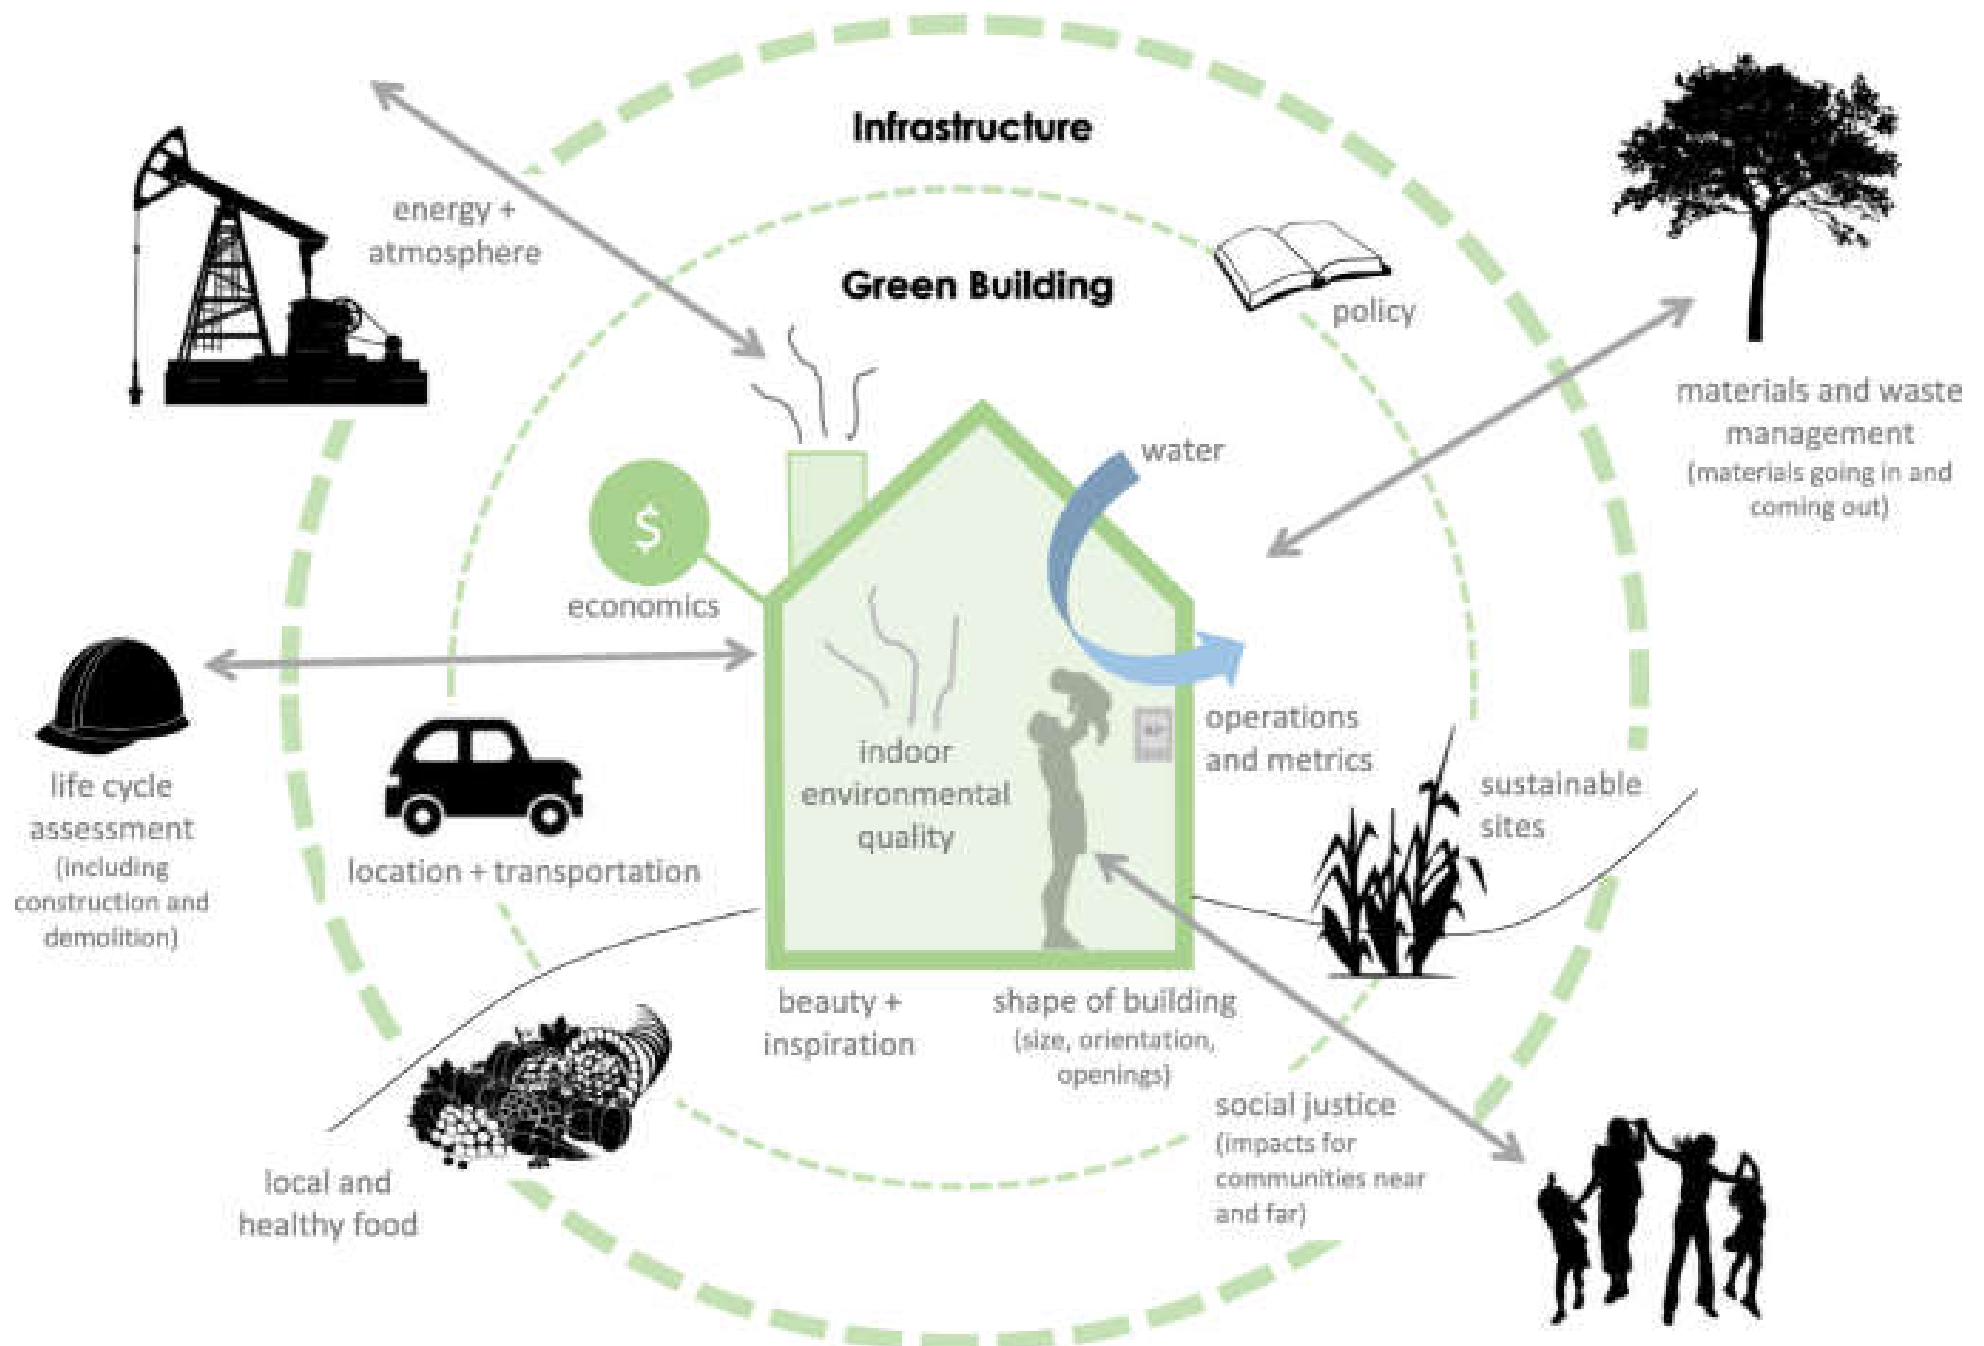 Infrastructure
energy +
atmosphere
Green Building
policy
materials and waste
management
(materials going in and
coming out)
water
$
economics
life cycle
assessment
(including
construction and
demolition)
location + transportation
indoor
environmental
quality
operations
and metrics
sustainable
sites
beauty +
inspiration
shape of building
(size, orientation,
openings)
social justice
(impacts for
communities near
and far)
local and
healthy food